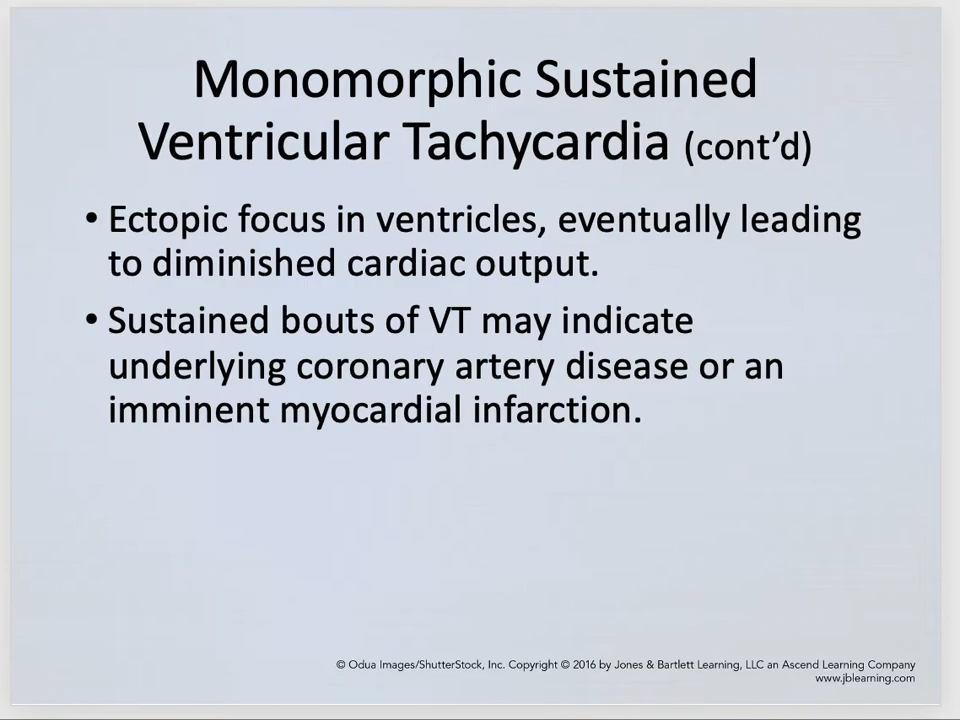 Monomorphic Sustained
Ventricular Tachycardia (cont’d)
• Ectopic focus in ventricles, eventually leading
to diminished cardiac output.
• Sustained bouts of VT may indicate
underlying coronary artery disease or an
imminent myocardial infarction.
© Odua Images/ShutterStock, Inc. Copyright © 2016 by Jones & Bartlett Learning, LLC an Ascend Learning Company
www.jblearning.com